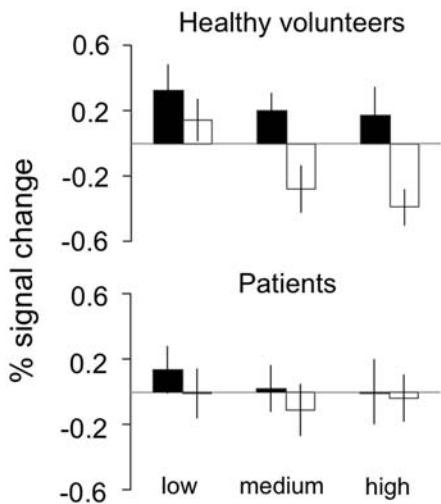 Healthy volunteers
0.6
0.2
-0.2
-0.6
% signal change
Patients
0.6
0.2
-0.2
-0.6
low medium high